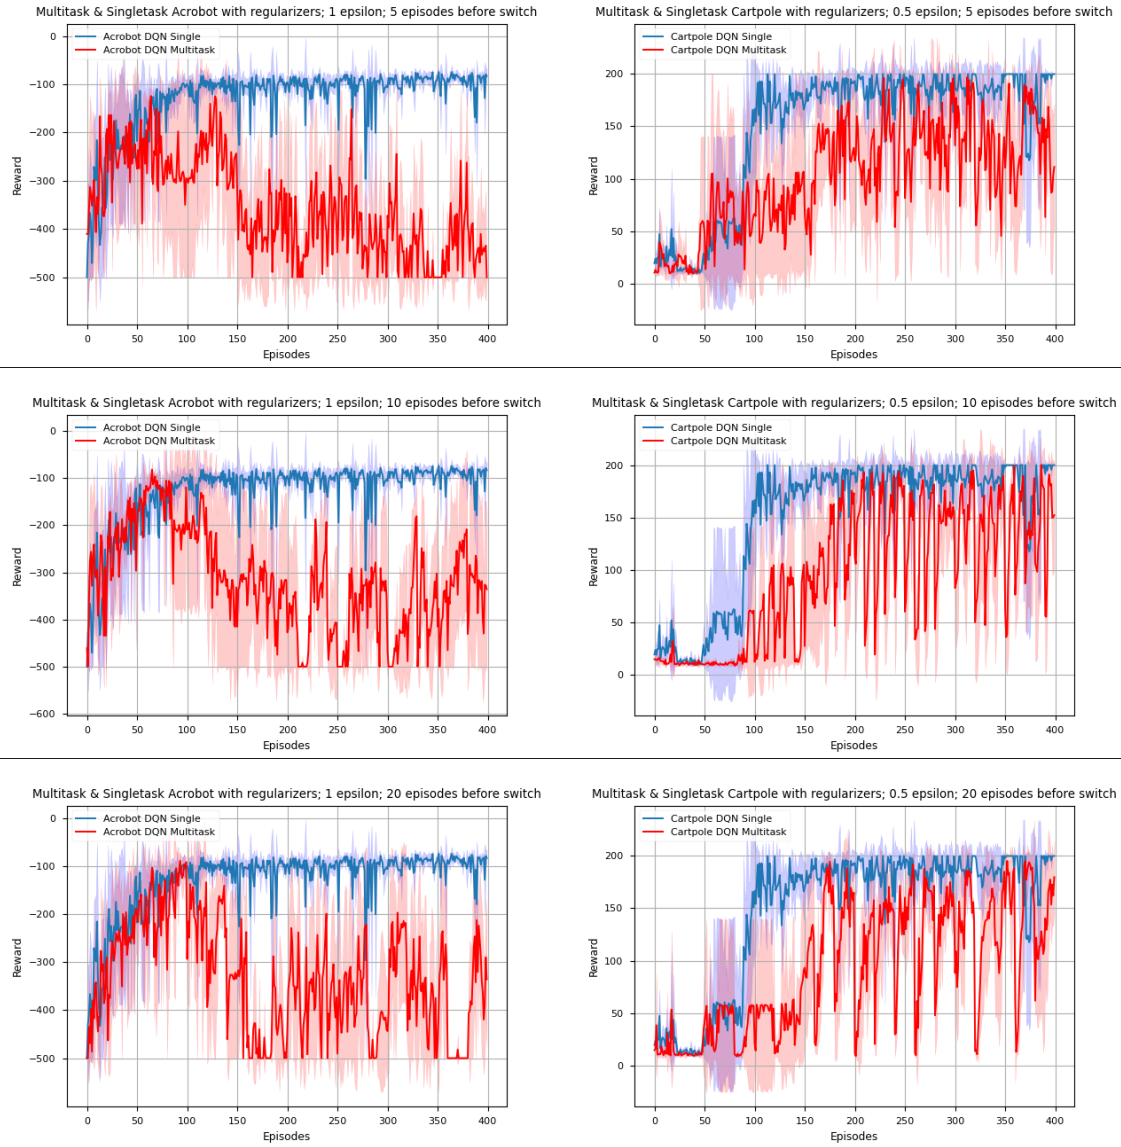 Multitask & Singletask Acrobot with regularizers; 1 epsilon; 5 episodes before switch
Acrobot DQN Single
Acrobot DQN Multitask
0
−100
−200
−300
−400
−500
Reward
0 50 100 150 200 250 300 350 400
Episodes
Multitask & Singletask Cartpole with regularizers; 0.5 epsilon; 5 episodes before switch
Cartpole DQN Single
Cartpole DQN Multitask
200
150
100
50
0
Reward
0 50 100 150 200 250 300 350 400
Episodes
Multitask & Singletask Acrobot with regularizers; 1 epsilon; 10 episodes before switch
Acrobot DQN Single
Acrobot DQN Multitask
0
−100
−200
−300
−400
−500
−600
Reward
0 50 100 150 200 250 300 350 400
Episodes
Multitask & Singletask Cartpole with regularizers; 0.5 epsilon; 10 episodes before switch
Cartpole DQN Single
Cartpole DQN Multitask
200
150
100
50
0
Reward
0 50 100 150 200 250 300 350 400
Episodes
Multitask & Singletask Acrobot with regularizers; 1 epsilon; 20 episodes before switch
Acrobot DQN Single
Acrobot DQN Multitask
0
−100
−200
−300
−400
−500
Reward
0 50 100 150 200 250 300 350 400
Episodes
Multitask & Singletask Cartpole with regularizers; 0.5 epsilon; 20 episodes before switch
Cartpole DQN Single
Cartpole DQN Multitask
200
150
100
50
0
Reward
0 50 100 150 200 250 300 350 400
Episodes